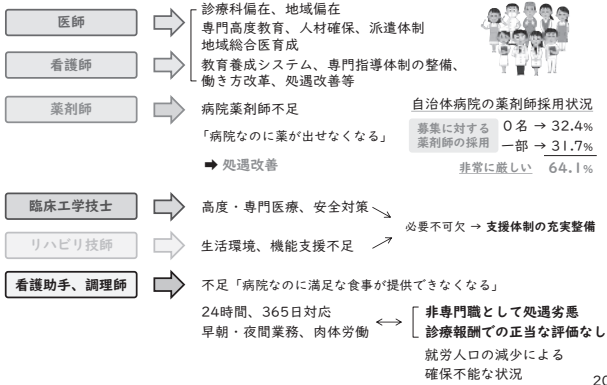 医師
診療科偏在、地域偏在
専門高度教育、人材確保、派遣体制
地域総合医育成
看護師
教育養成システム、専門指導体制の整備、
働き方改革、処遇改善等
薬剤師
病院薬剤師不足
「病院なのに薬が出せなくなる」
➡ 処遇改善
自治体病院の薬剤師採用状況
募集に対する
薬剤師の採用
0名 → 32.4%
一部 → 31.7%
非常に厳しい 64.1%
臨床工学技士
高度・専門医療、安全対策
リハビリ技師
生活環境、機能支援不足
必要不可欠 → 支援体制の充実整備
看護助手、調理師
不足「病院なのに満足な食事が提供できなくなる」
24時間、365日対応
早朝・夜間業務、肉体労働
非専門職として処遇劣悪
診療報酬での正当な評価なし
就労人口の減少による
確保不能な状況
20